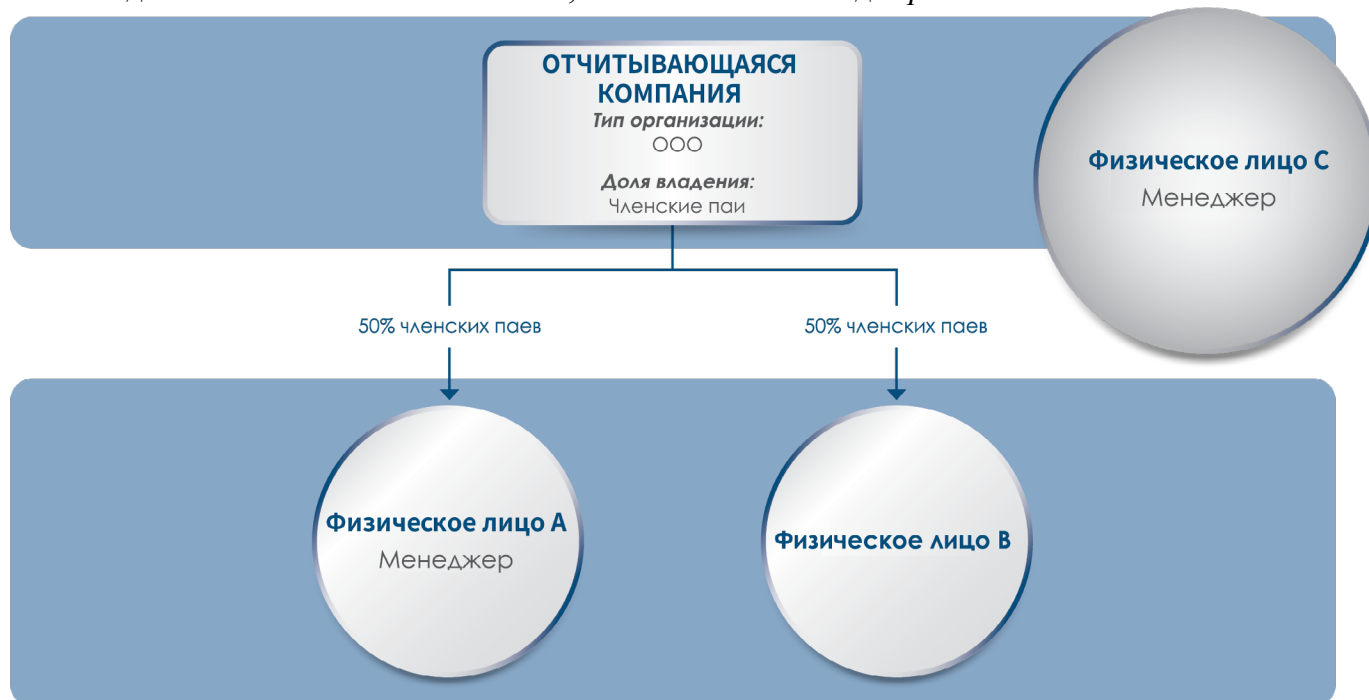 ОТЧИТЫВАЮЩАЯСЯ
КОМПАНИЯ
Тип организации:
ООО
Доля владения:
Членские паи
Физическое лицо C
Менеджер
50% членских паев
50% членских паев
Физическое лицо A
Менеджер
Физическое лицо B